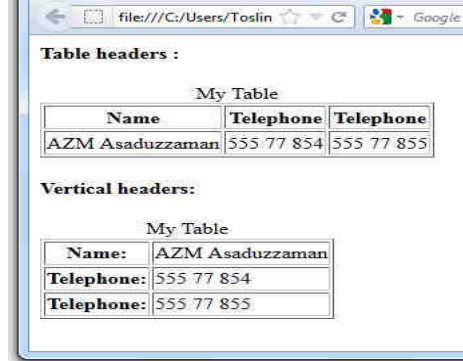 file:///C:/Users/Toslin
Google
Table headers :
My Table
Name Telephone Telephone
AZM Asaduzzaman 555 77 854 555 77 855
Vertical headers:
My Table
Name: AZM Asaduzzaman
Telephone: 555 77 854
Telephone: 555 77 855